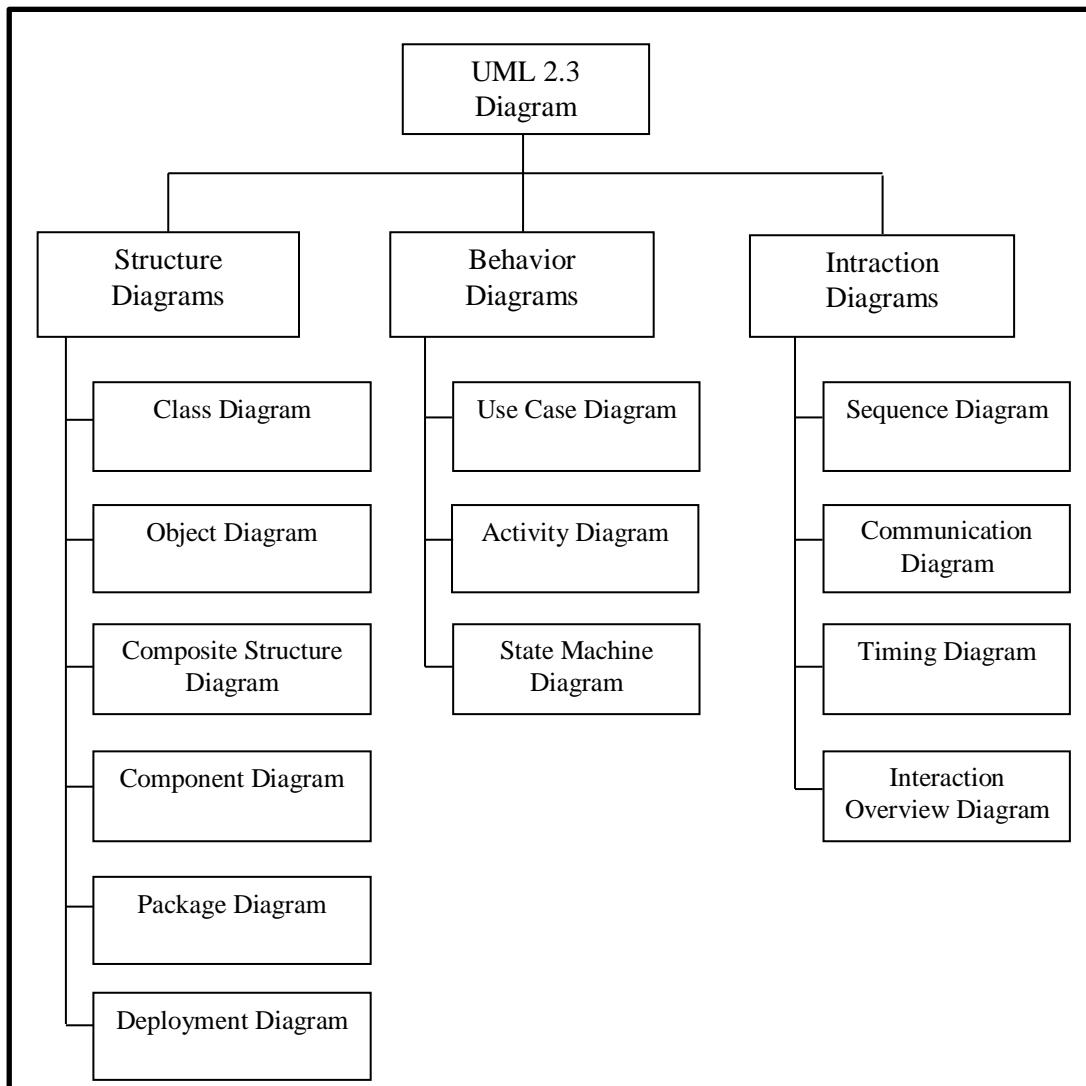 UML 2.3
Diagram
Structure
Diagrams
Behavior
Diagrams
Intraction
Diagrams
Class Diagram
Object Diagram
Composite Structure
Diagram
Component Diagram
Package Diagram
Deployment Diagram
Use Case Diagram
Activity Diagram
State Machine
Diagram
Sequence Diagram
Communication
Diagram
Timing Diagram
Interaction
Overview Diagram